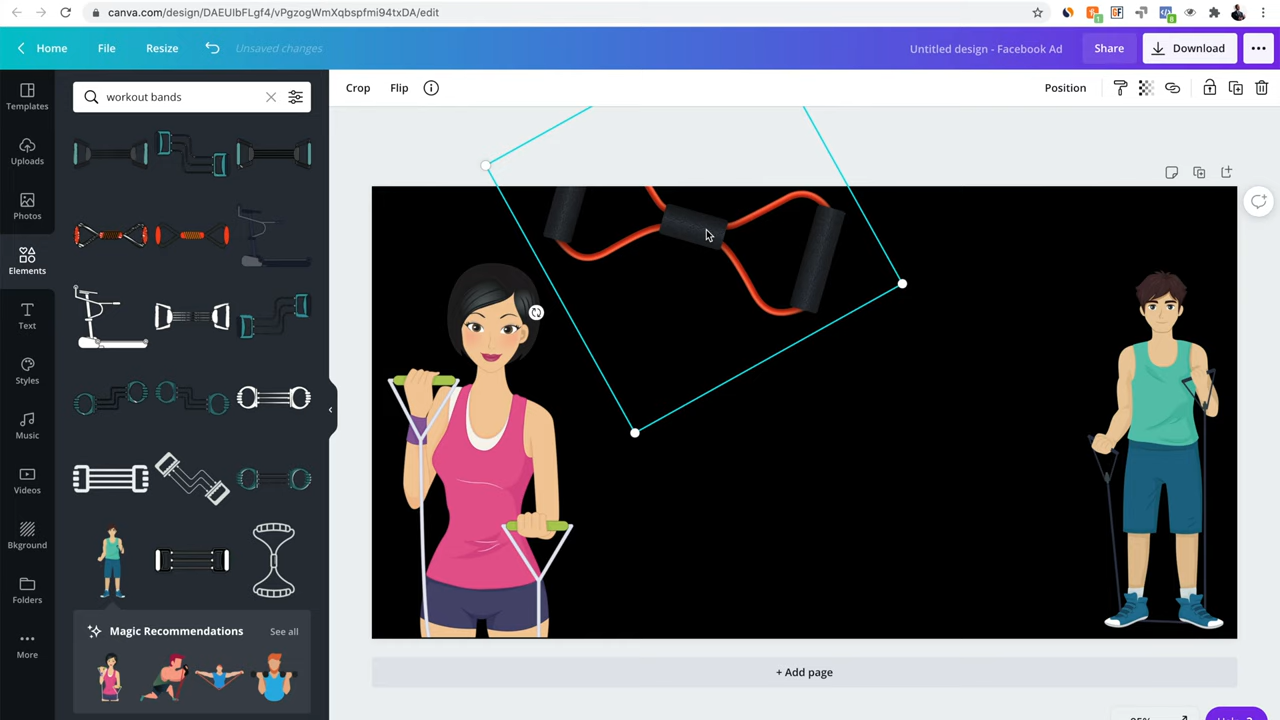 canva.com/design/DAEUlbFLgf4/vPgzogWmXqbspfmi94txDA/edit
1
8
Home
File
Resize
Unsaved changes
Untitled design - Facebook Ad
Share
Download
Templates
Uploads
Photos
Elements
Text
Styles
Music
Videos
Bkground
Folders
More
workout bands
Crop
Flip
Position
Magic Recommendations
See all
+ Add page